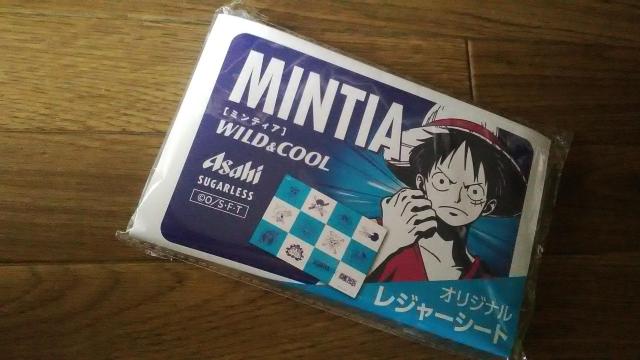 MINTIA
[ミンティア]
WILD&COOL
Asahi
SUGARLESS
©O/S・F・T
オリジナル
レジャーシート